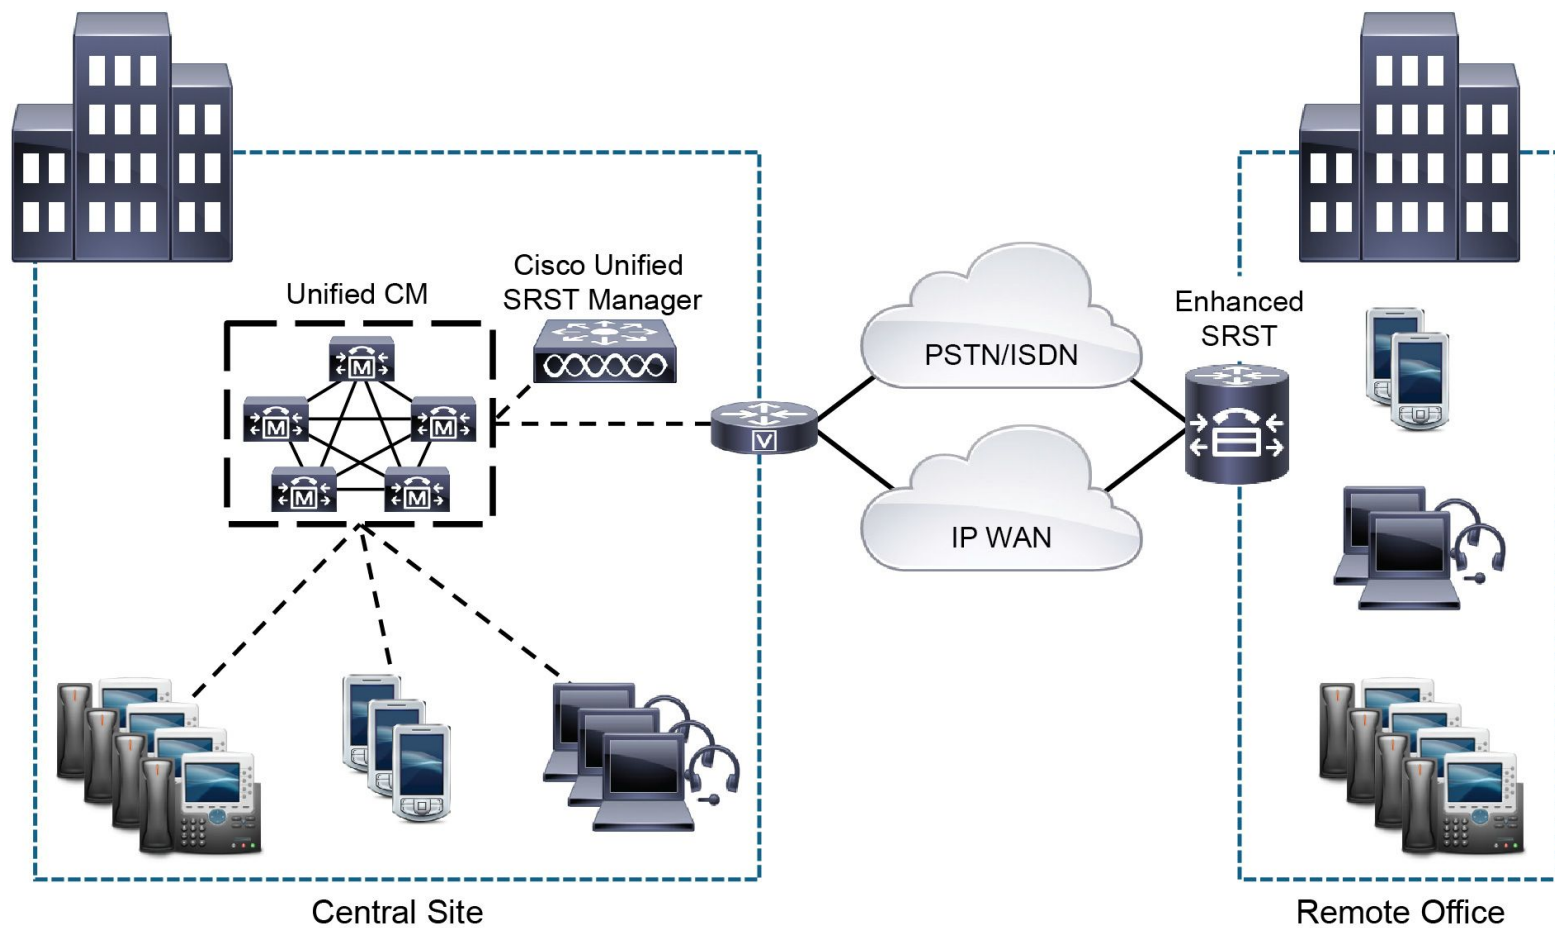 Cisco Unified
SRST Manager
Unified CM
M
M
M
M
M
V
PSTN/ISDN
IP WAN
Enhanced
SRST
Central Site
Remote Office